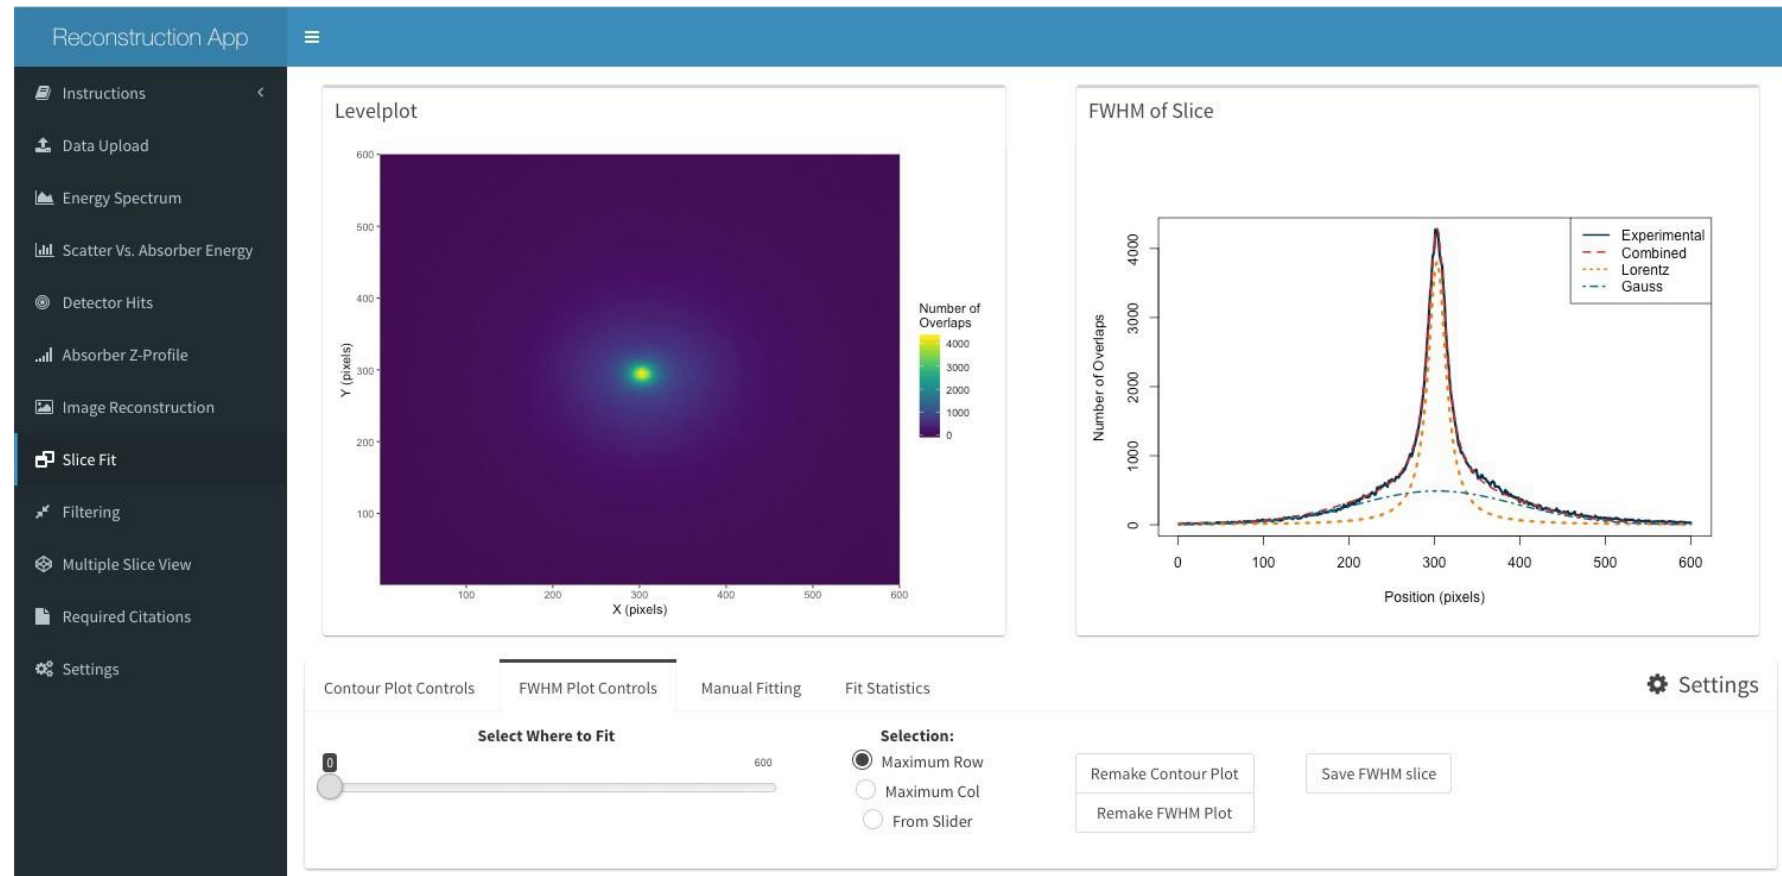 Reconstruction App
Instructions
Data Upload
Energy Spectrum
Scatter Vs. Absorber Energy
Detector Hits
Absorber Z-Profile
Image Reconstruction
Slice Fit
Filtering
Multiple Slice View
Required Citations
Settings
Levelplot
600
500
400
300
200
100
Y (pixels)
100 200 300 400 500 600
X (pixels)
Number of
Overlaps
4000
3000
2000
1000
0
FWHM of Slice
Number of Overlaps
4000
3000
2000
1000
0
Experimental
Combined
Lorentz
Gauss
0 100 200 300 400 500 600
Position (pixels)
Contour Plot Controls FWHM Plot Controls Manual Fitting Fit Statistics
Settings
Select Where to Fit
0 600
Selection:
Maximum Row
Maximum Col
From Slider
Remake Contour Plot
Remake FWHM Plot
Save FWHM slice